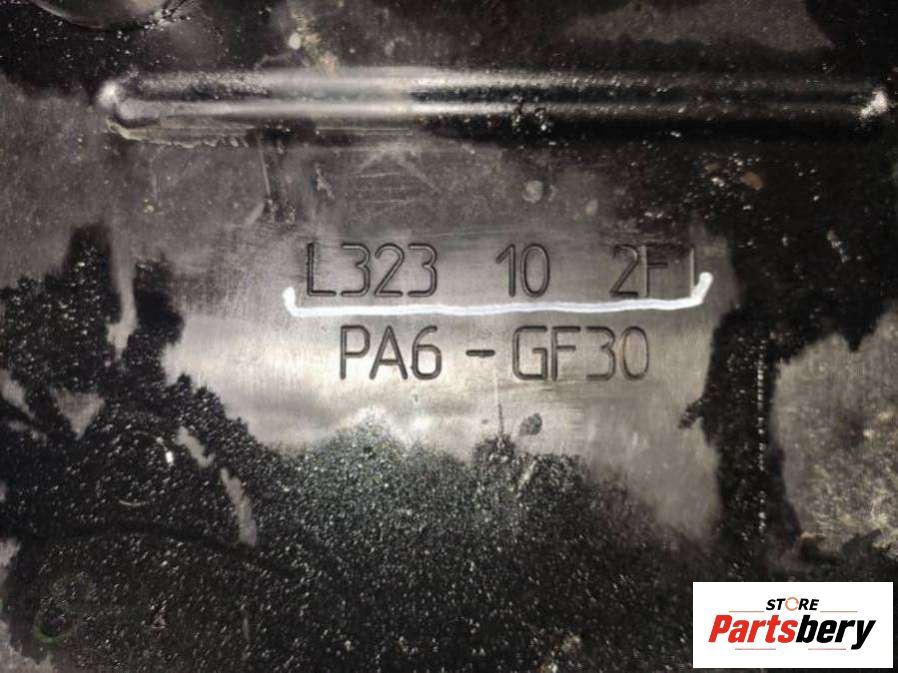 L323 10 2F1
PA6-GF30
STORE
Partsbery